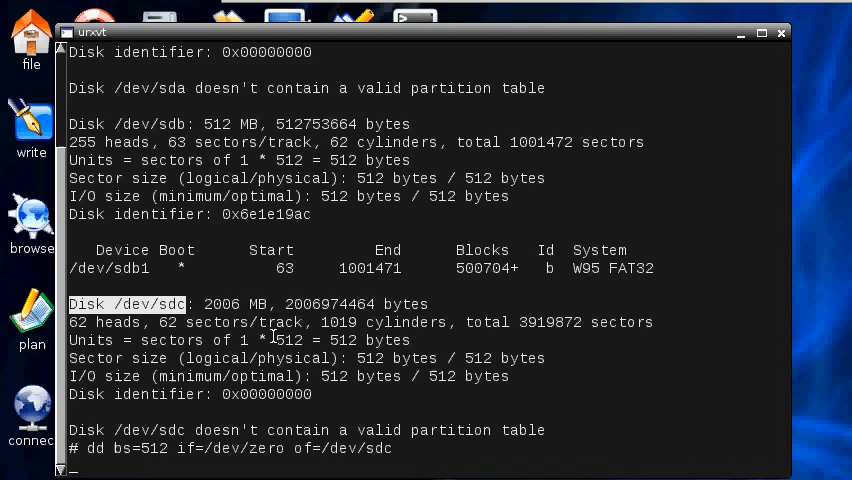 urxvt
file
write
browse
plan
connec
Disk identifier: 0x00000000
Disk /dev/sda doesn't contain a valid partition table
Disk /dev/sdb: 512 MB, 512753664 bytes
255 heads, 63 sectors/track, 62 cylinders, total 1001472 sectors
Units = sectors of 1 * 512 = 512 bytes
Sector size (logical/physical): 512 bytes / 512 bytes
I/O size (minimum/optimal): 512 bytes / 512 bytes
Disk identifier: 0x6e1e19ac
Device Boot Start End Blocks Id System
/dev/sdb1 * 63 1001471 500704+ b W95 FAT32
Disk /dev/sdc: 2006 MB, 2006974464 bytes
62 heads, 62 sectors/track, 1019 cylinders, total 3919872 sectors
Units = sectors of 1 * 512 = 512 bytes
Sector size (logical/physical): 512 bytes / 512 bytes
I/O size (minimum/optimal): 512 bytes / 512 bytes
Disk identifier: 0x00000000
Disk /dev/sdc doesn't contain a valid partition table
# dd bs=512 if=/dev/zero of=/dev/sdc